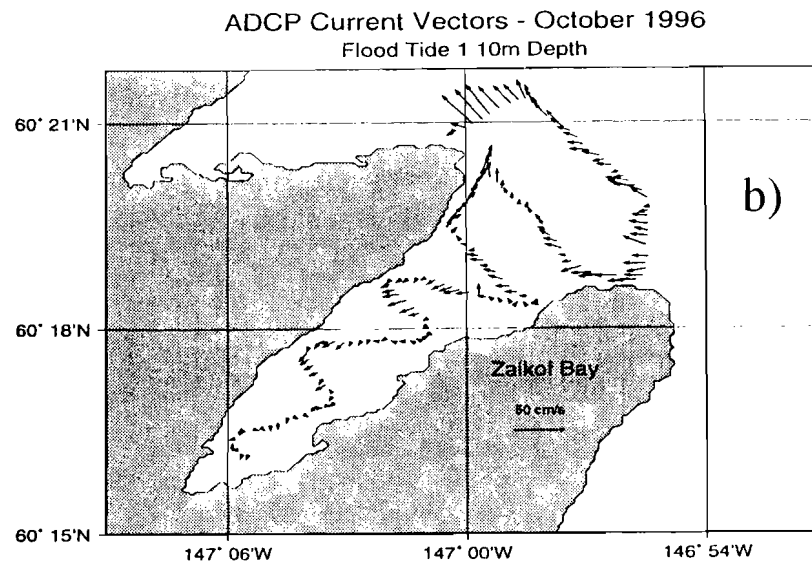 ADCP Current Vectors - October 1996
Flood Tide 1 10m Depth
60° 21'N
b)
60° 18'N
Zaikof Bay
50 cm/s
60° 15'N
147° 06'W
147° 00'W
146° 54'W